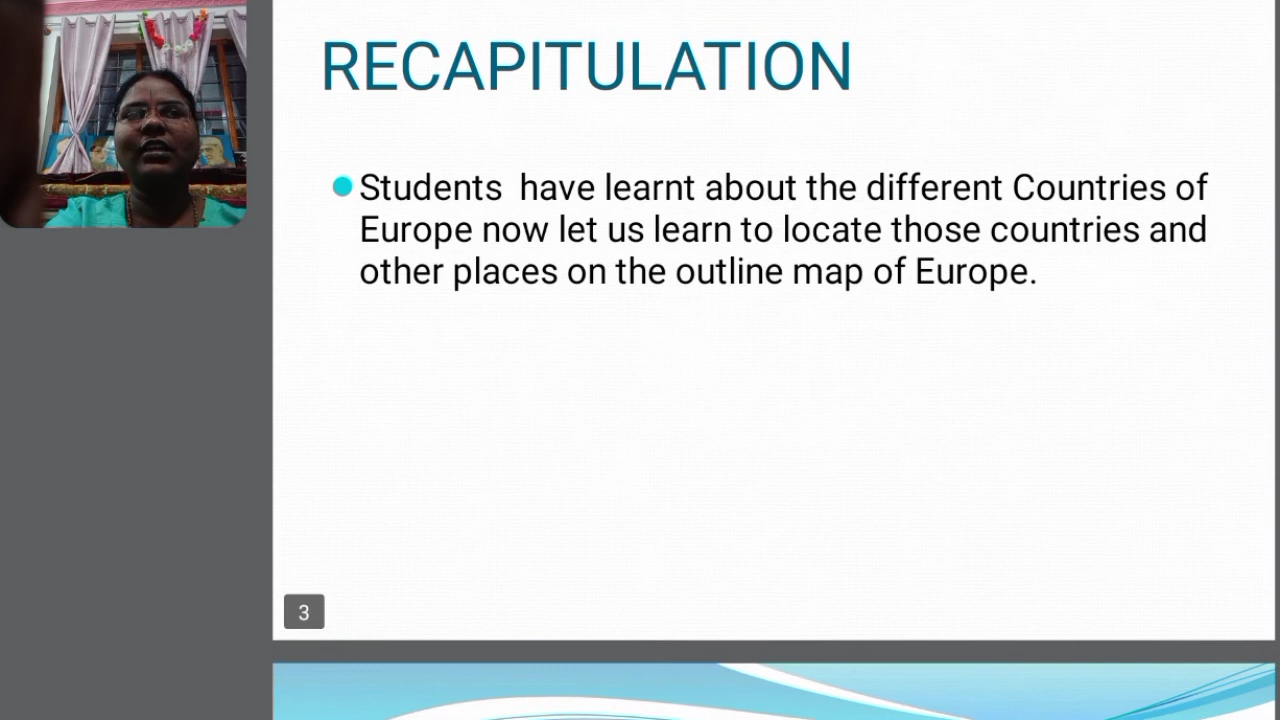 RECAPITULATION
Students have learnt about the different Countries of
Europe now let us learn to locate those countries and
other places on the outline map of Europe.
3